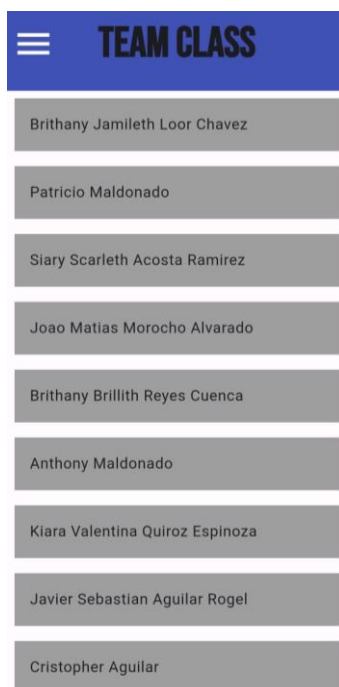 TEAM CLASS
Brithany Jamileth Loor Chavez
Patricio Maldonado
Siary Scarleth Acosta Ramirez
Joao Matias Morocho Alvarado
Brithany Brillith Reyes Cuenca
Anthony Maldonado
Kiara Valentina Quiroz Espinoza
Javier Sebastian Aguilar Rogel
Cristopher Aguilar